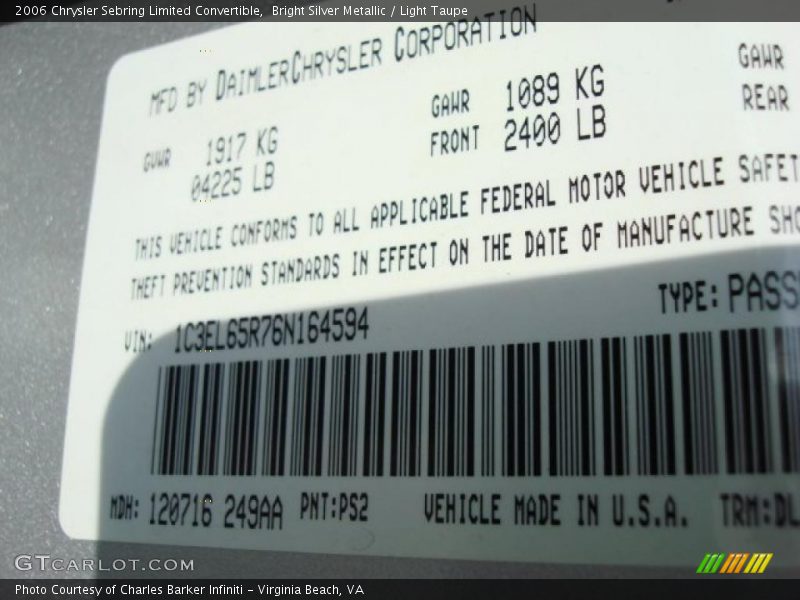 2006 Chrysler Sebring Limited Convertible,  Bright Silver Metallic / Light Taupe
MFD BY DAIMLERCHRYSLER CORPORATION
GVWR 1917 KG
04225 LB
GAWR FRONT 1089 KG
2400 LB
GAWR
REAR
THIS VEHICLE CONFORMS TO ALL APPLICABLE FEDERAL MOTOR VEHICLE SAFET
THEFT PREVENTION STANDARDS IN EFFECT ON THE DATE OF MANUFACTURE SHO
TYPE: PASS
VIN: 1C3EL65R76N164594
MDH: 120716 249AA PNT:PS2 VEHICLE MADE IN U.S.A. TRM:DL
GTCARLOT.COM
Photo Courtesy of Charles Barker Infiniti - Virginia Beach, VA